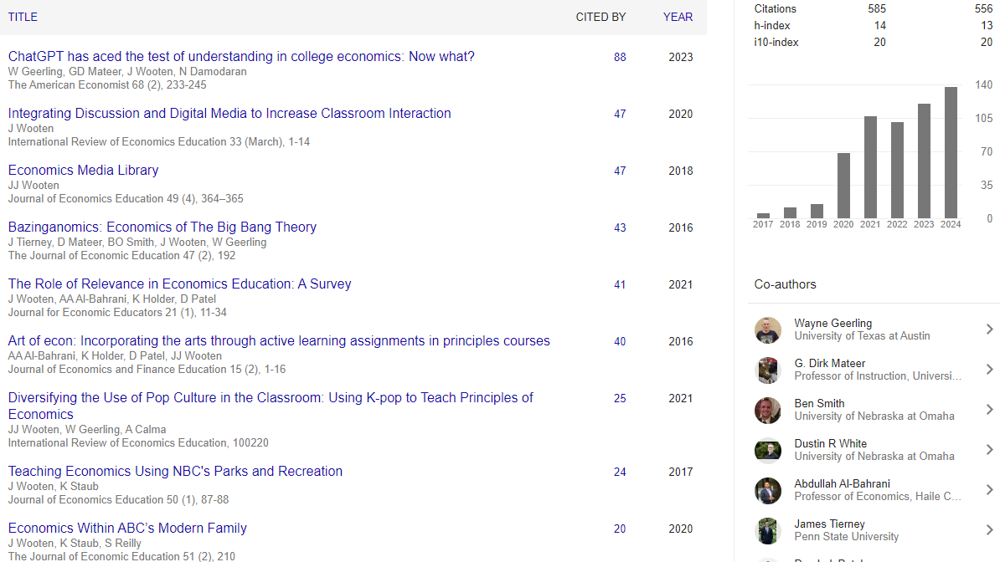 TITLE CITED BY YEAR
ChatGPT has aced the test of understanding in college economics: Now what? 88 2023
W Geerling, GD Mateer, J Wooten, N Damodaran
The American Economist 68 (2), 233-245
Integrating Discussion and Digital Media to Increase Classroom Interaction 47 2020
J Wooten
International Review of Economics Education 33 (March), 1-14
Economics Media Library 47 2018
JJ Wooten
Journal of Economics Education 49 (4), 364–365
Bazinganomics: Economics of The Big Bang Theory 43 2016
J Tierney, D Mateer, BO Smith, J Wooten, W Geerling
The Journal of Economic Education 47 (2), 192
The Role of Relevance in Economics Education: A Survey 41 2021
J Wooten, AA Al-Bahrani, K Holder, D Patel
Journal for Economic Educators 21 (1), 11-34
Art of econ: Incorporating the arts through active learning assignments in principles courses 40 2016
AA Al-Bahrani, K Holder, D Patel, JJ Wooten
Journal of Economics and Finance Education 15 (2), 1-16
Diversifying the Use of Pop Culture in the Classroom: Using K-pop to Teach Principles of 25 2021
Economics
JJ Wooten, W Geerling, A Calma
International Review of Economics Education, 100220
Teaching Economics Using NBC's Parks and Recreation 24 2017
J Wooten, K Staub
Journal of Economics Education 50 (1), 87-88
Economics Within ABC’s Modern Family 20 2020
J Wooten, K Staub, S Reilly
The Journal of Economic Education 51 (2), 210
Citations 585 556
h-index 14 13
i10-index 20 20
140
105
70
35
0
2017 2018 2019 2020 2021 2022 2023 2024
Co-authors
Wayne Geerling
University of Texas at Austin
G. Dirk Mateer
Professor of Instruction, Universi...
Ben Smith
University of Nebraska at Omaha
Dustin R White
University of Nebraska at Omaha
Abdullah Al-Bahrani
Professor of Economics, Haile C...
James Tierney
Penn State University